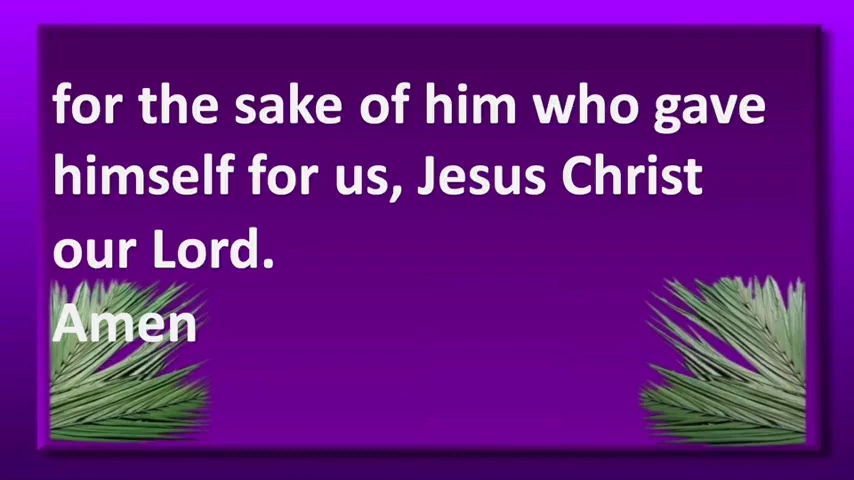 for the sake of him who gave
himself for us, Jesus Christ
our Lord.
Amen